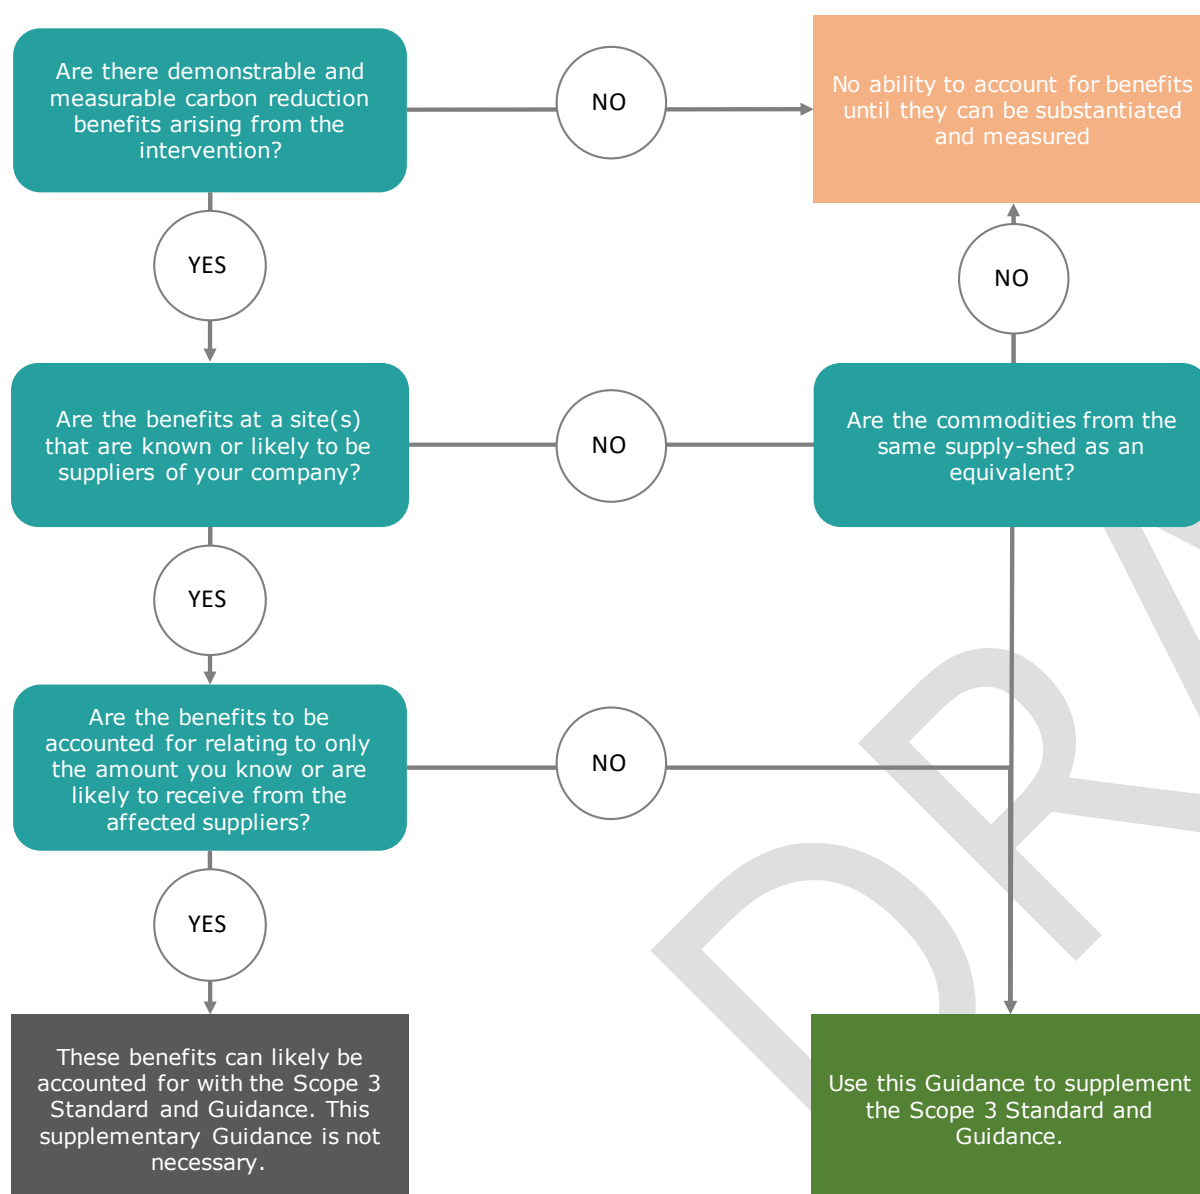 Are there demonstrable and
measurable carbon reduction
benefits arising from the
intervention?
NO
No ability to account for benefits
until they can be substantiated
and measured
YES
NO
Are the benefits at a site(s)
that are known or likely to be
suppliers of your company?
NO
Are the commodities from the
same supply-shed as an
equivalent?
YES
Are the benefits to be
accounted for relating to only
the amount you know or are
likely to receive from the
affected suppliers?
NO
YES
These benefits can likely be
accounted for with the Scope 3
Standard and Guidance. This
supplementary Guidance is not
necessary.
Use this Guidance to supplement
the Scope 3 Standard and
Guidance.